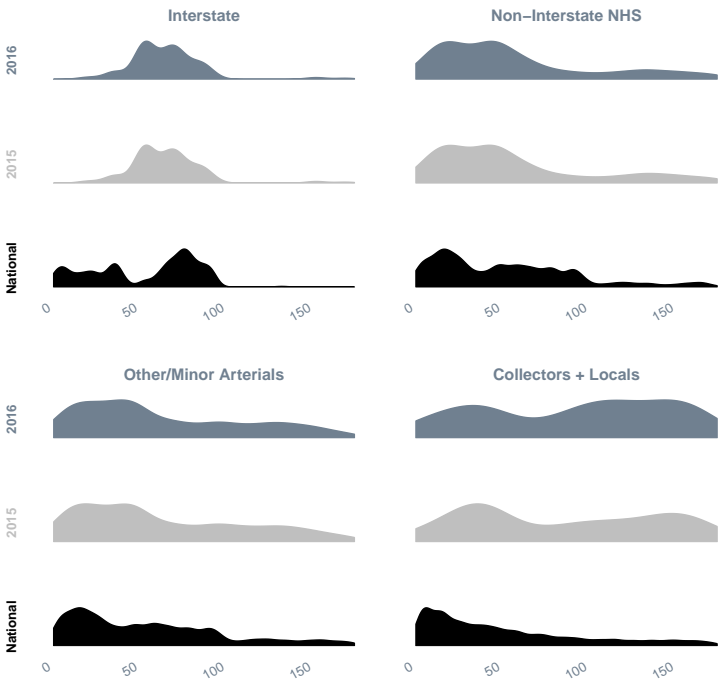 Interstate
Non−Interstate NHS
2016
2015
National
0 50 100 150
0 50 100 150
Other/Minor Arterials
Collectors + Locals
2016
2015
National
0 50 100 150
0 50 100 150